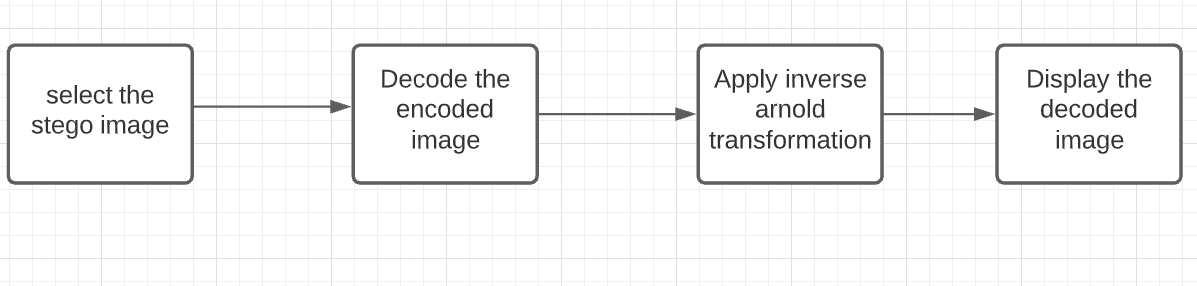 select the
stego image
Decode the
encoded
image
Apply inverse
arnold
transformation
Display the
decoded
image